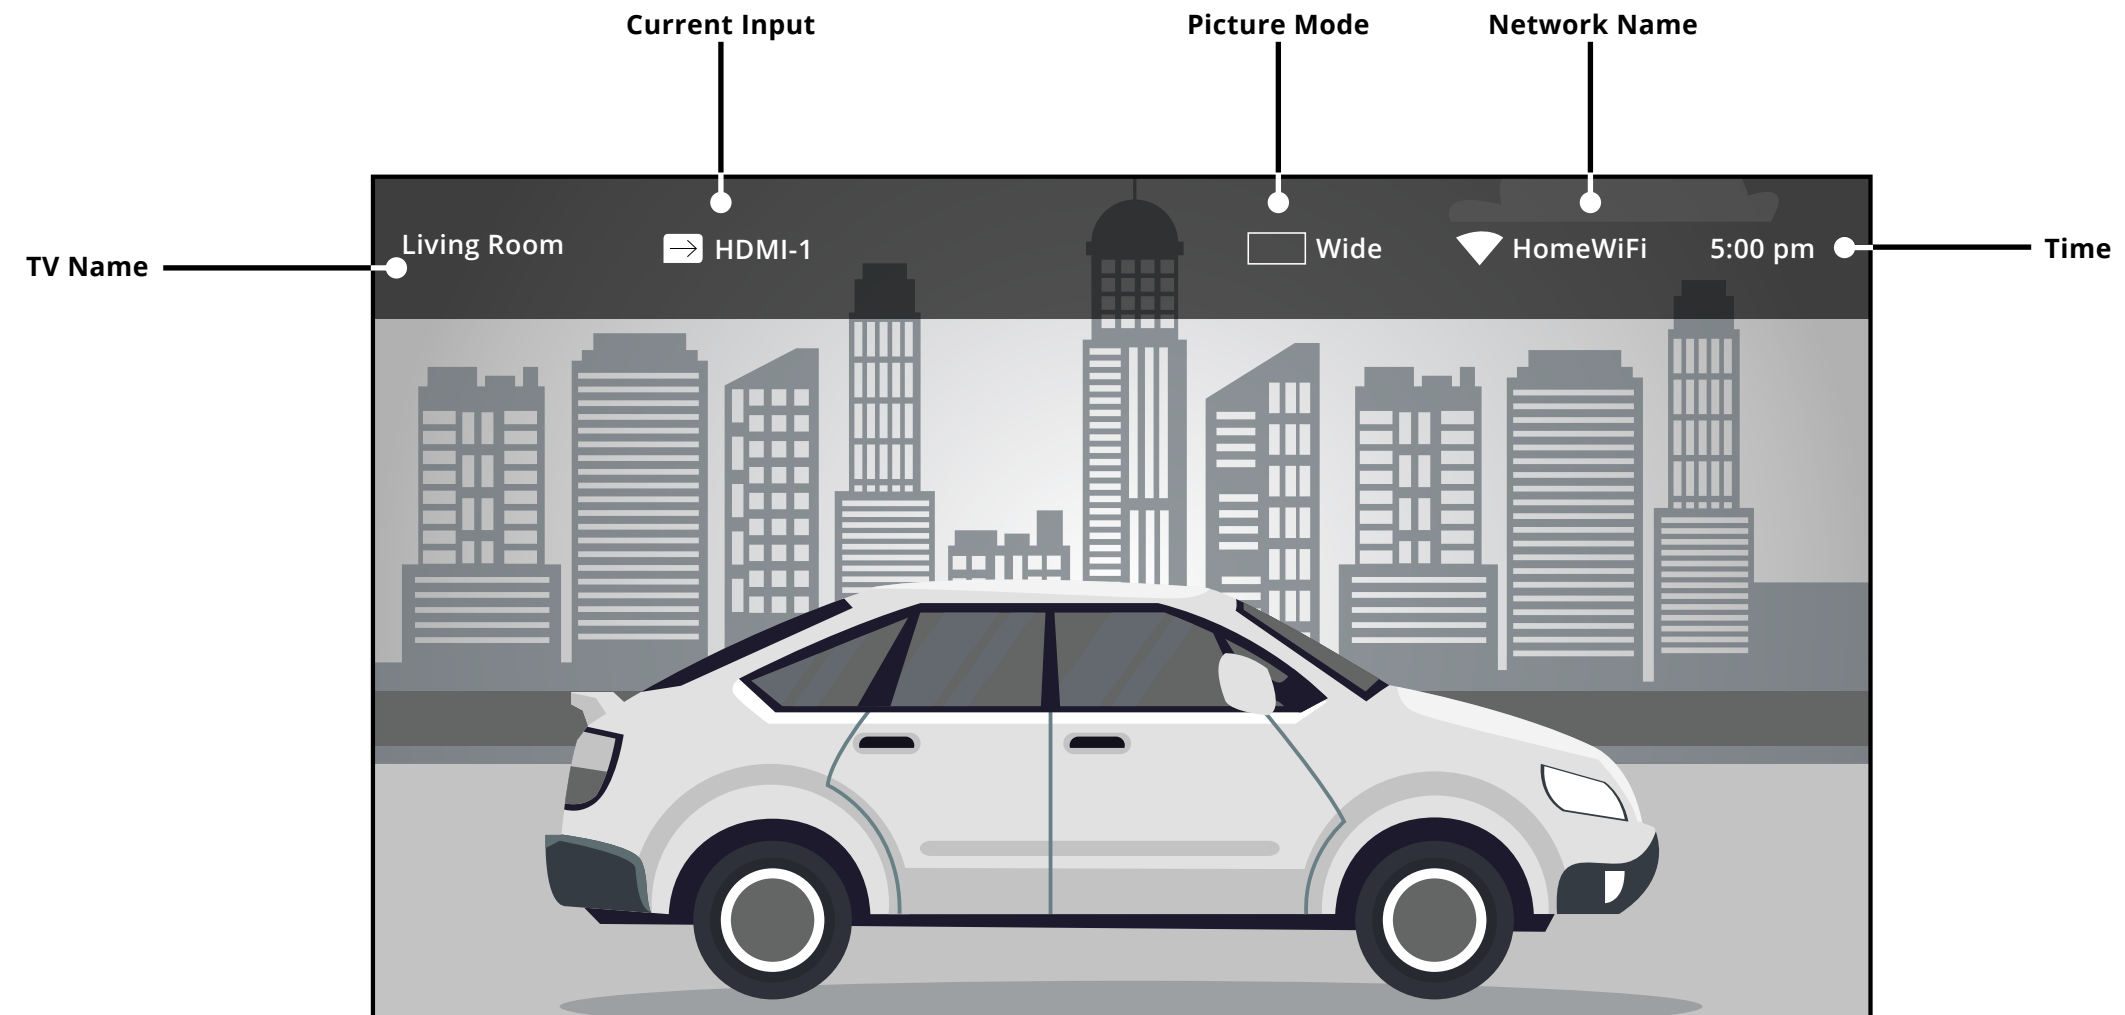 Current Input
Picture Mode
Network Name
Living Room
HDMI-1
Wide
HomeWiFi
5:00 pm
TV Name
Time